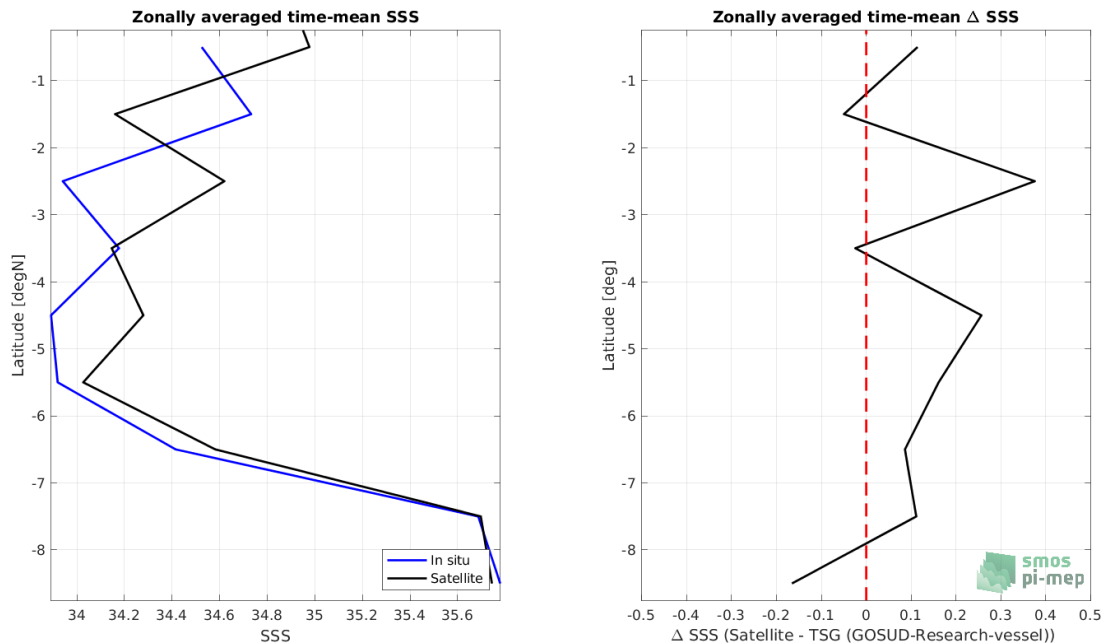 Zonally averaged time-mean SSS
-1
-2
-3
-4
-5
-6
-7
-8
Latitude [degN]
In situ
Satellite
34 34.2 34.4 34.6 34.8 35 35.2 35.4 35.6
SSS
Zonally averaged time-mean Δ SSS
-1
-2
-3
-4
-5
-6
-7
-8
Latitude [deg]
smos
pi-mep
-0.5 -0.4 -0.3 -0.2 -0.1 0 0.1 0.2 0.3 0.4 0.5
Δ SSS (Satellite - TSG (GOSUD-Research-vessel))